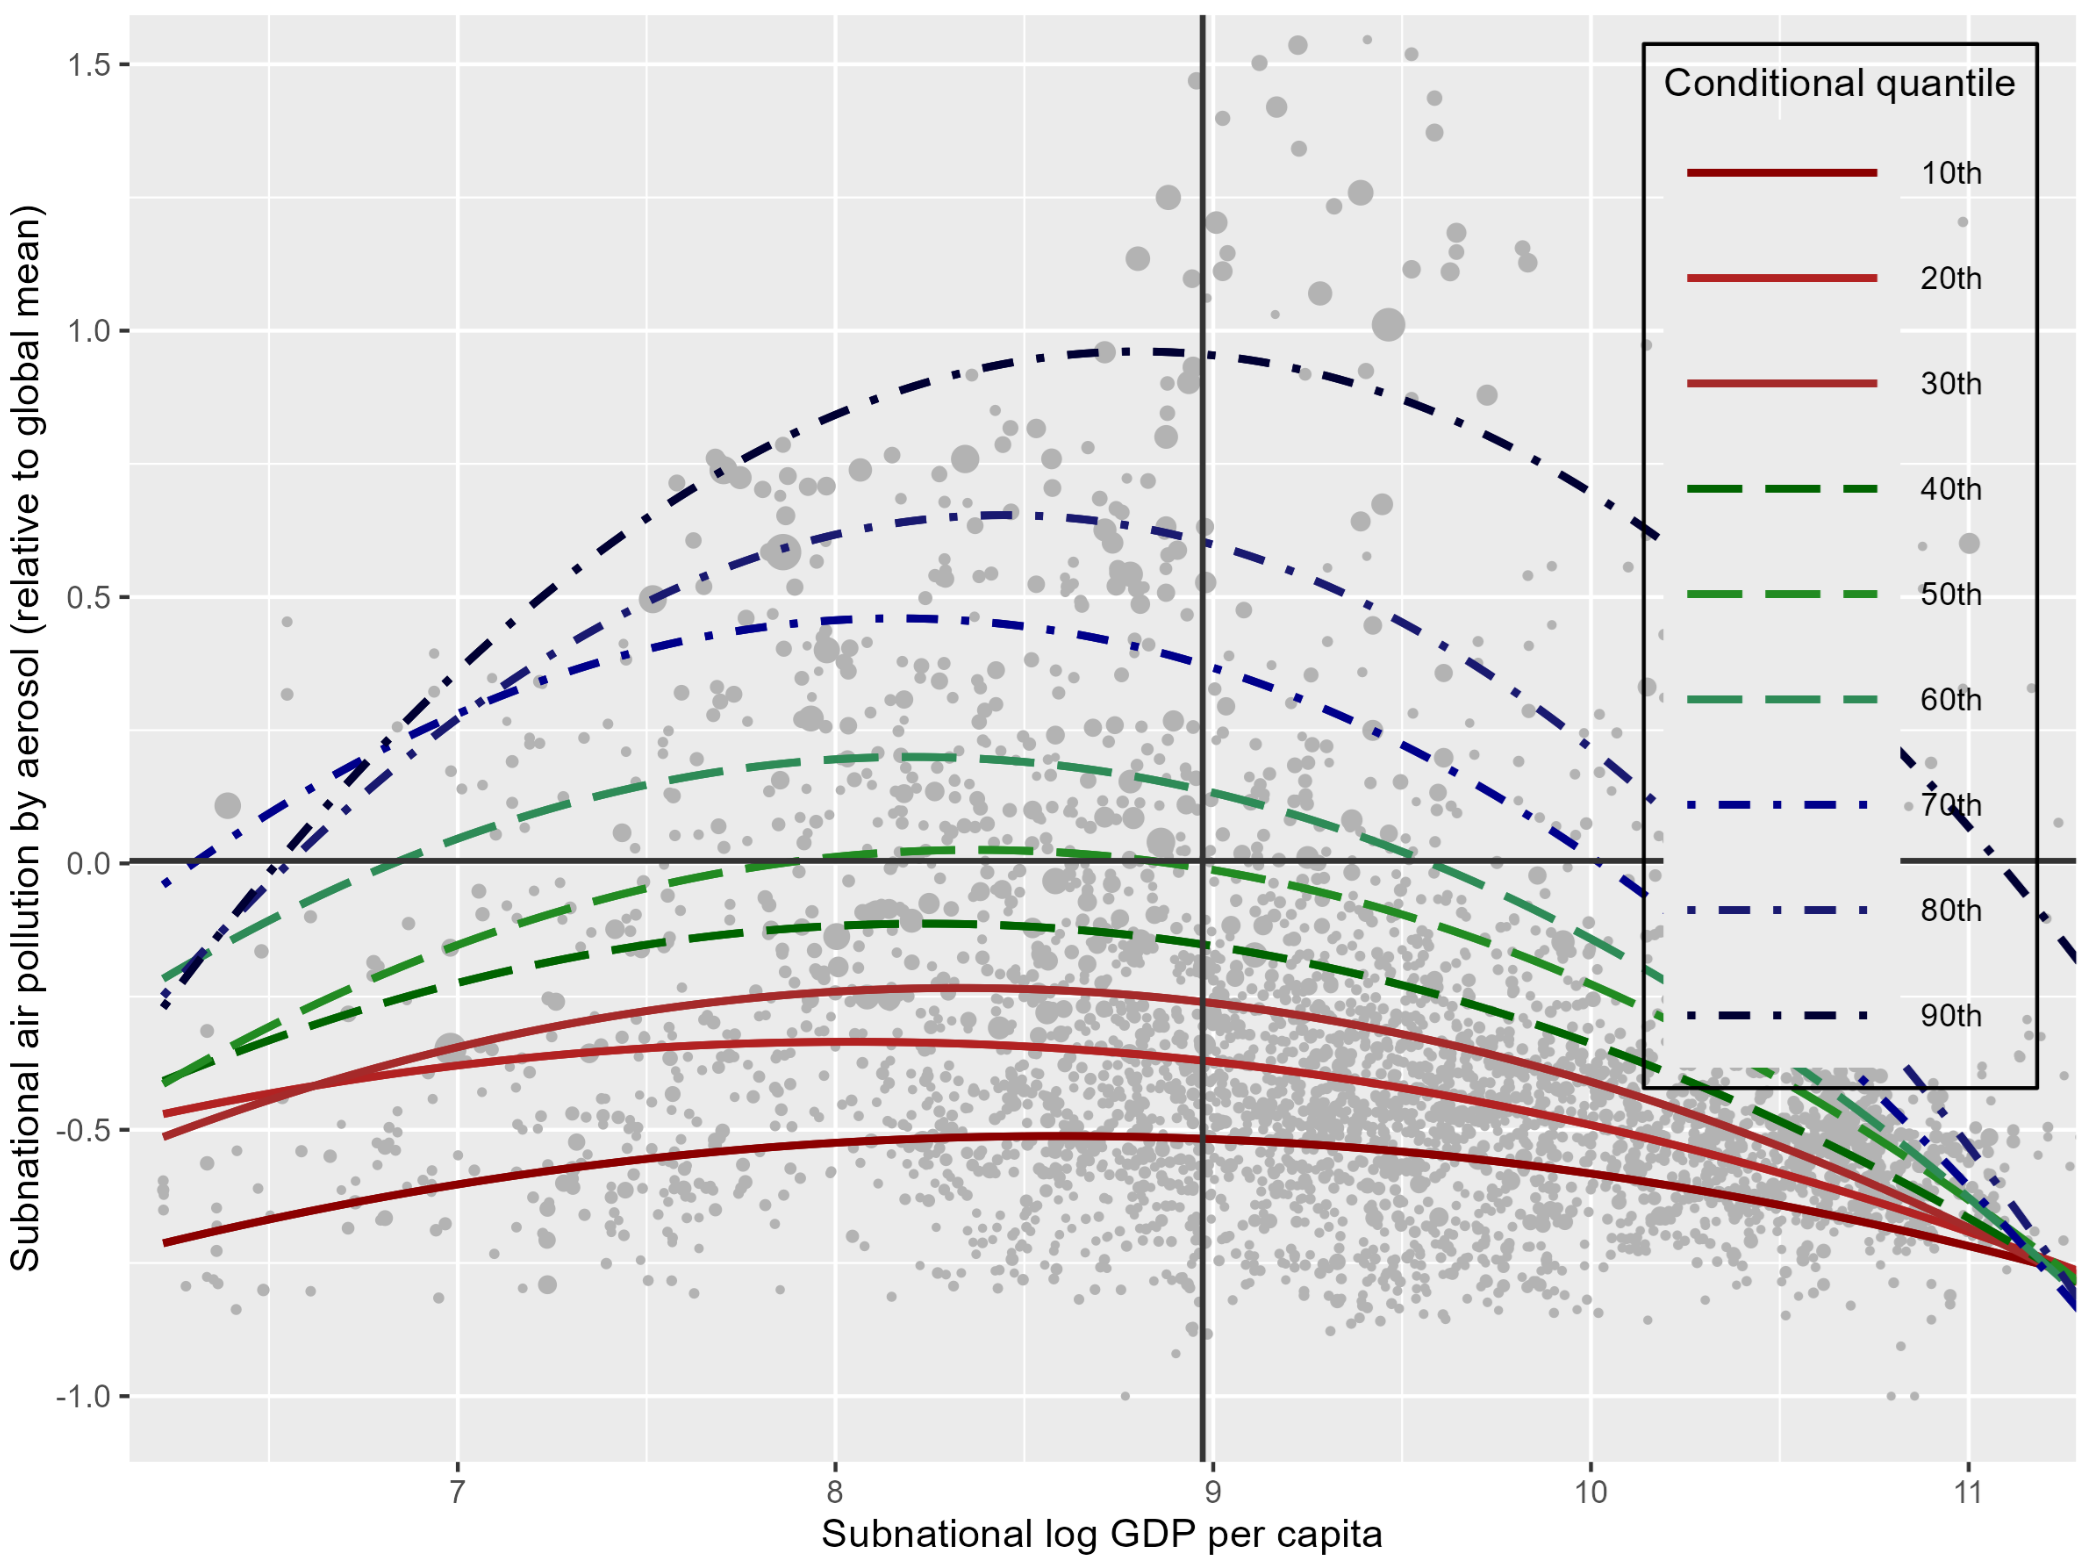 Subnational air pollution by aerosol (relative to global mean)
1.5
1.0
0.5
0.0
-0.5
-1.0
Conditional quantile
10th
20th
30th
40th
50th
60th
70th
80th
90th
7
8
9
10
11
Subnational log GDP per capita